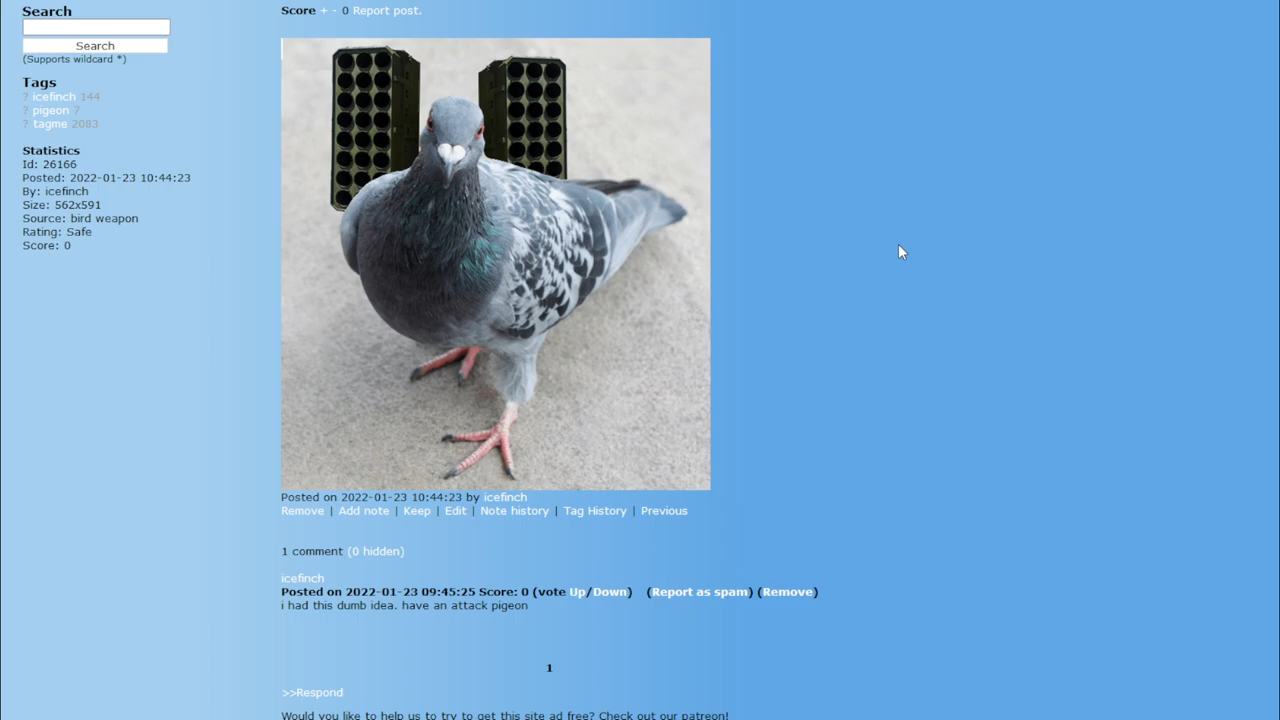 Search
Search
(Supports wildcard *)
Tags
? icefinch 144
? pigeon 7
? tagme 2083
Statistics
Id: 26166
Posted: 2022-01-23 10:44:23
By: icefinch
Size: 562x591
Source: bird weapon
Rating: Safe
Score: 0
Score + - 0 Report post.
Posted on 2022-01-23 10:44:23 by icefinch
Remove | Add note | Keep | Edit | Note history | Tag History | Previous
1 comment (0 hidden)
icefinch
Posted on 2022-01-23 09:45:25 Score: 0 (vote Up/Down) (Report as spam) (Remove)
i had this dumb idea. have an attack pigeon
1
>>Respond
Would you like to help us to try to get this site ad free? Check out our patreon!